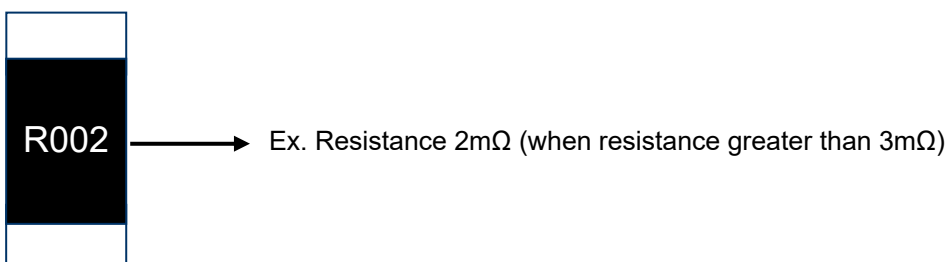 R002
Ex. Resistance 2mΩ (when resistance greater than 3mΩ)